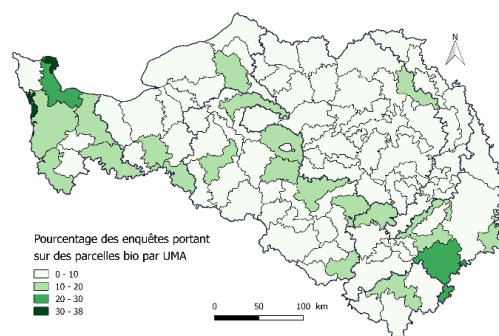 N
Pourcentage des enquêtes portant
sur des parcelles bio par UMA
0 - 10
10 - 20
20 - 30
30 - 38
0 50 100 km